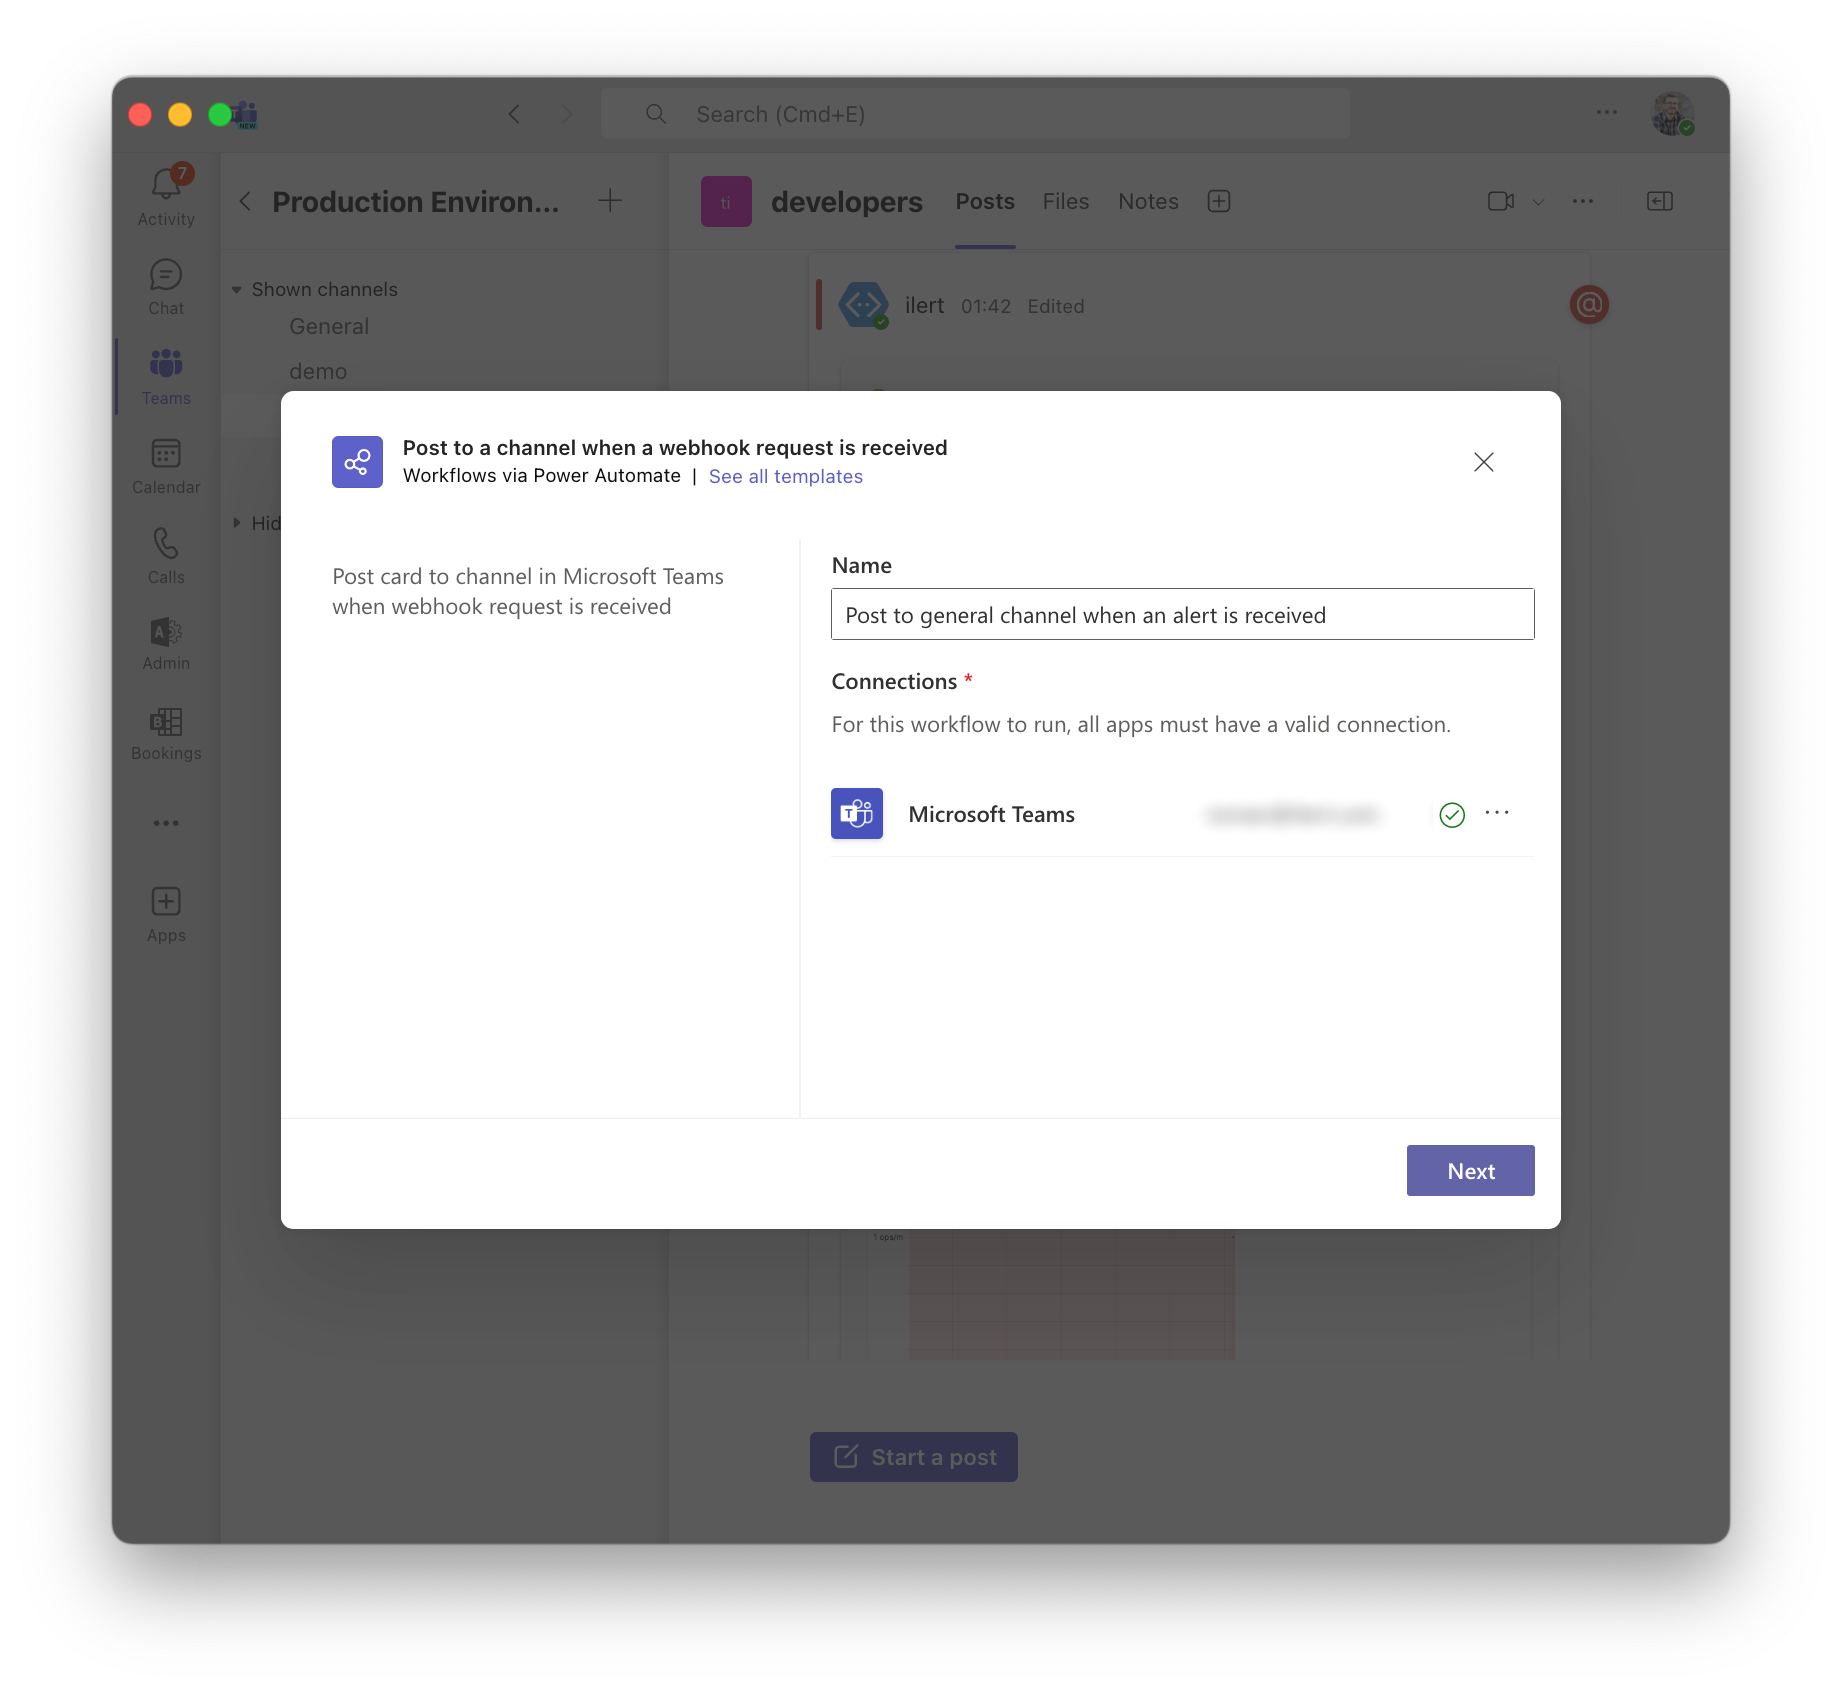 NEW
Search (Cmd+E)
7
Activity
Chat
Teams
Calendar
Calls
A
Admin
B
Bookings
Apps
Production Environ...
Shown channels
General
demo
Hid
ti
developers
Posts
Files
Notes
ilert 01:42 Edited
Post to a channel when a webhook request is received
Workflows via Power Automate | See all templates
Post card to channel in Microsoft Teams
when webhook request is received
Name
Post to general channel when an alert is received
Connections *
For this workflow to run, all apps must have a valid connection.
T
Microsoft Teams
Next
1 ops/m
Start a post